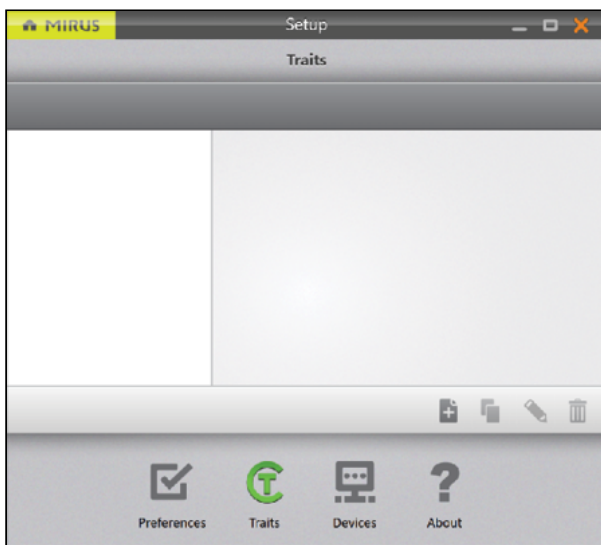 MIRUS
Setup
Traits
Preferences
Traits
Devices
About